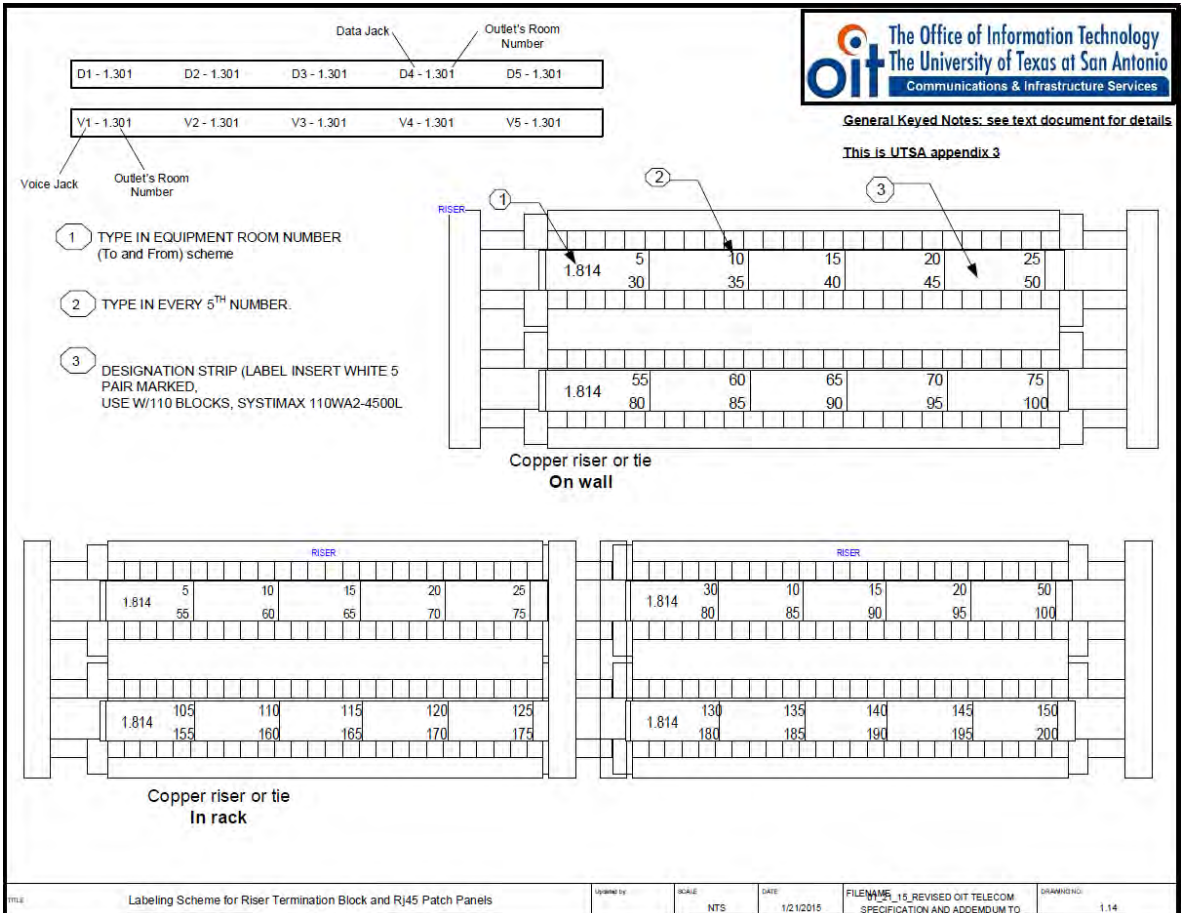 Data Jack
Outlet's Room
Number
D1 - 1.301 D2 - 1.301 D3 - 1.301 D4 - 1.301 D5 - 1.301
V1 - 1.301 V2 - 1.301 V3 - 1.301 V4 - 1.301 V5 - 1.301
Voice Jack
Outlet's Room
Number
oit
The Office of Information Technology
The University of Texas at San Antonio
Communications & Infrastructure Services
General Keyed Notes: see text document for details
This is UTSA appendix 3
1 TYPE IN EQUIPMENT ROOM NUMBER
(To and From) scheme
2 TYPE IN EVERY 5TH NUMBER.
3 DESIGNATION STRIP (LABEL INSERT WHITE 5
PAIR MARKED,
USE W/110 BLOCKS, SYSTIMAX 110WA2-4500L
1 2 3
RISER
1.814
5 10 15 20 25
30 35 40 45 50
1.814
55 60 65 70 75
80 85 90 95 100
Copper riser or tie
On wall
RISER
1.814
5 10 15 20 25
55 60 65 70 75
1.814
105 110 115 120 125
155 160 165 170 175
RISER
1.814
30 10 15 20 50
80 85 90 95 100
1.814
130 135 140 145 150
180 185 190 195 200
Copper riser or tie
In rack
TITLE
Labeling Scheme for Riser Termination Block and Rj45 Patch Panels
Updated by
SCALE
NTS
DATE
1/21/2015
FILENAME
01_21_15_REVISED OIT TELECOM
SPECIFICATION AND ADDEMDUM TO
DRAWING NO.
1.14